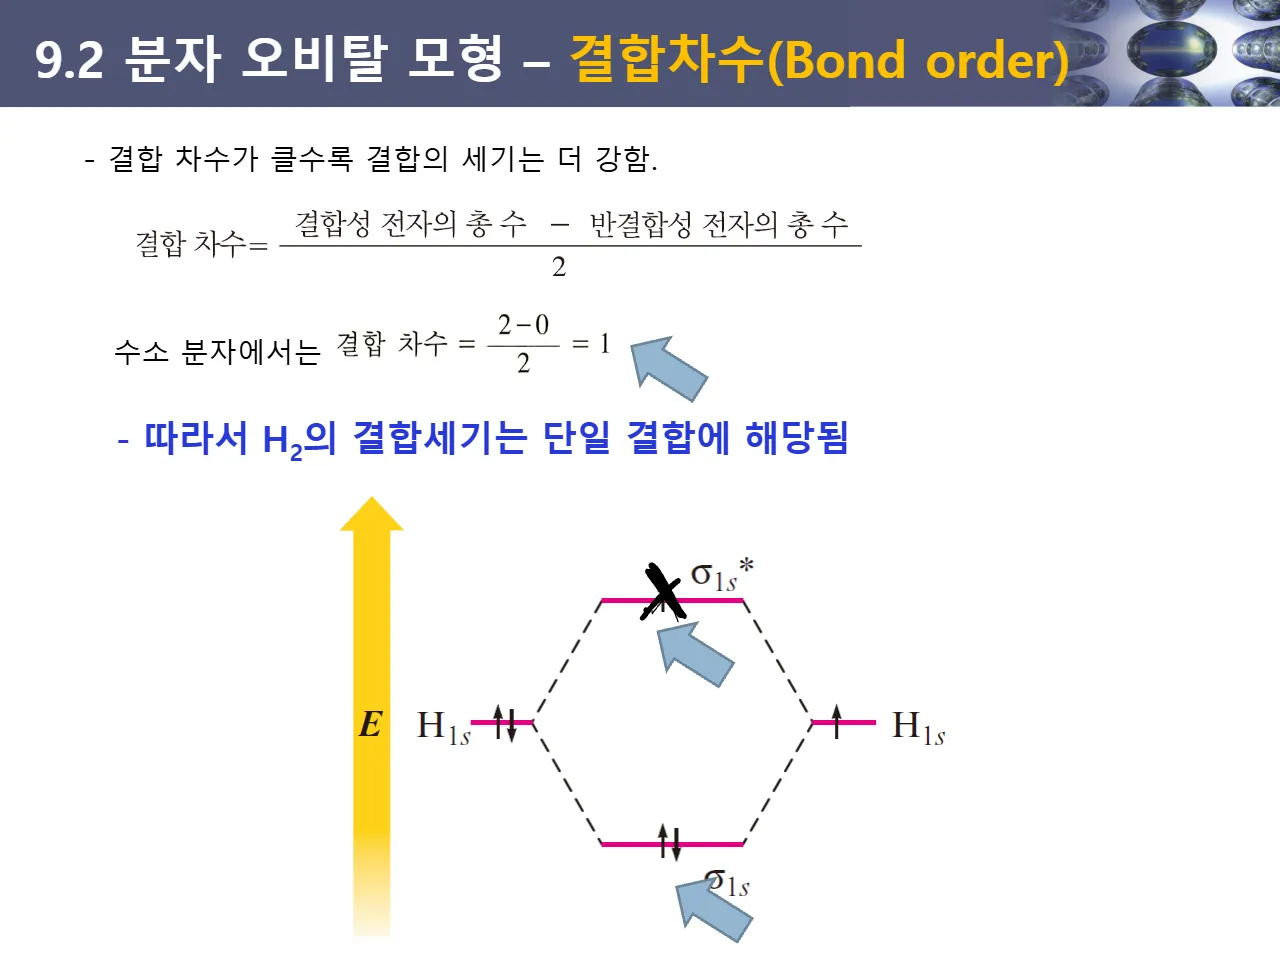 9.2 분자 오비탈 모형 – 결합차수(Bond order)
- 결합 차수가 클수록 결합의 세기는 더 강함.
결합 차수= 결합성 전자의 총 수 − 반결합성 전자의 총 수
2
수소 분자에서는 결합 차수 = 2−0 = 1
2
- 따라서 H2의 결합세기는 단일 결합에 해당됨
σ1s*
E H1s H1s
σ1s